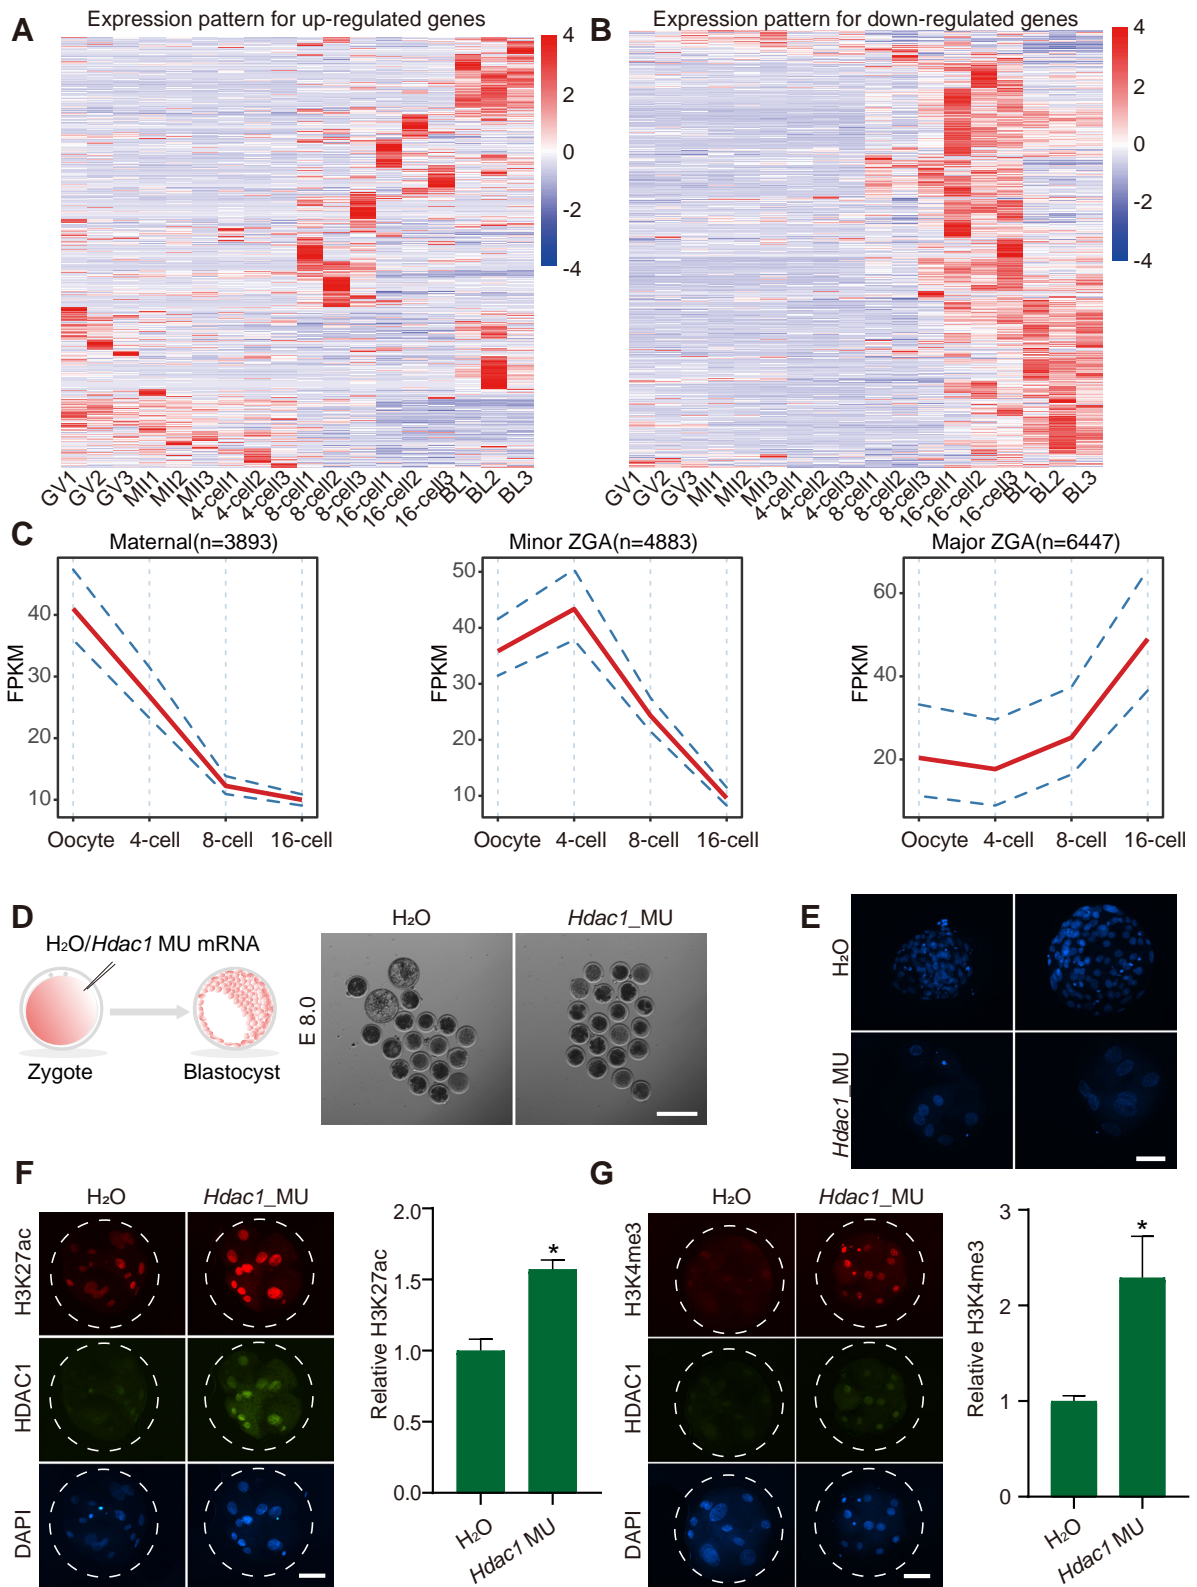 A Expression pattern for up-regulated genes
4
2
0
-2
-4
GV1 GV2 GV3 MII1 MII2 MII3 4-cell1 4-cell2 4-cell3 8-cell1 8-cell2 8-cell3 16-cell1 16-cell2 16-cell3 BL1 BL2 BL3
B Expression pattern for down-regulated genes
4
2
0
-2
-4
GV1 GV2 GV3 MII1 MII2 MII3 4-cell1 4-cell2 4-cell3 8-cell1 8-cell2 8-cell3 16-cell1 16-cell2 16-cell3 BL1 BL2 BL3
C
Maternal(n=3893)
FPKM
40
30
20
10
Oocyte 4-cell 8-cell 16-cell
Minor ZGA(n=4883)
FPKM
50
40
30
20
10
Oocyte 4-cell 8-cell 16-cell
Major ZGA(n=6447)
FPKM
60
40
20
Oocyte 4-cell 8-cell 16-cell
D
H₂O/Hdac1 MU mRNA
Zygote
Blastocyst
H₂O
Hdac1_MU
E 8.0
E
H₂O
Hdac1_MU
F
H₂O
Hdac1_MU
H3K27ac
HDAC1
DAPI
Relative H3K27ac
2.0
1.5
1.0
0.5
0.0
*
H₂O
Hdac1 MU
G
H₂O
Hdac1_MU
H3K4me3
HDAC1
DAPI
Relative H3K4me3
3
2
1
0
*
H₂O
Hdac1 MU